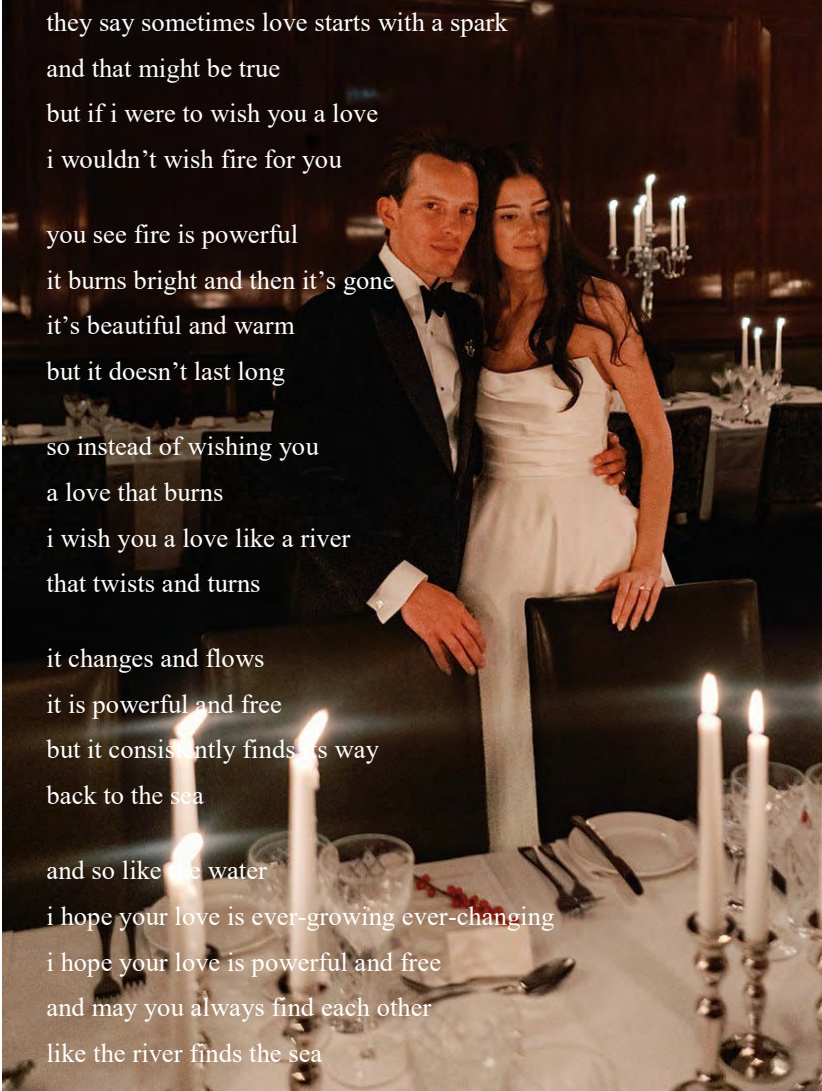 they say sometimes love starts with a spark
and that might be true
but if i were to wish you a love
i wouldn’t wish fire for you
you see fire is powerful
it burns bright and then it’s gone
it’s beautiful and warm
but it doesn’t last long
so instead of wishing you
a love that burns
i wish you a love like a river
that twists and turns
it changes and flows
it is powerful and free
but it consistently finds its way
back to the sea
and so like the water
i hope your love is ever-growing ever-changing
i hope your love is powerful and free
and may you always find each other
like the river finds the sea